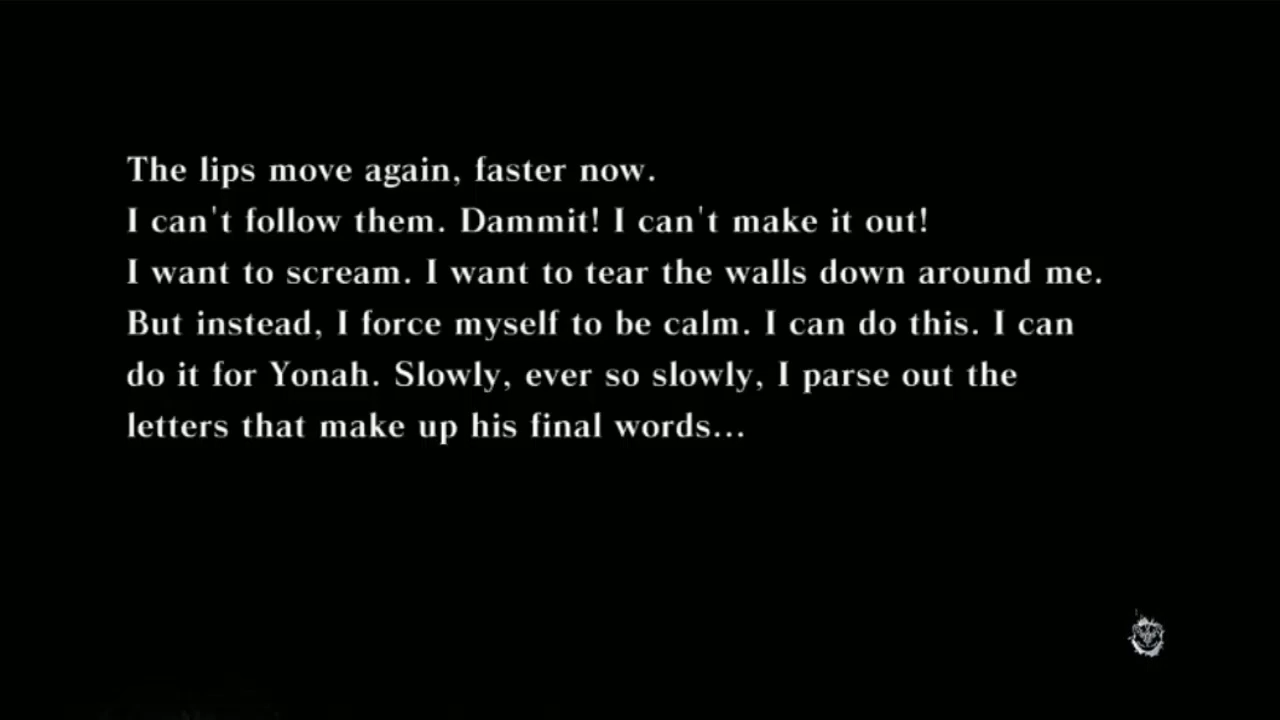 The lips move again, faster now.
I can't follow them. Dammit! I can't make it out!
I want to scream. I want to tear the walls down around me.
But instead, I force myself to be calm. I can do this. I can
do it for Yonah. Slowly, ever so slowly, I parse out the
letters that make up his final words...